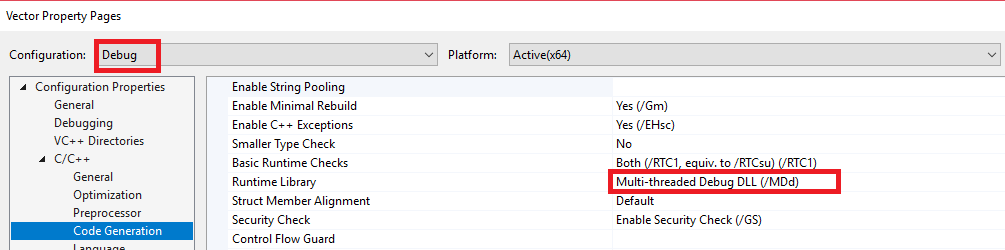 Vector Property Pages
Configuration: Debug Platform: Active(x64)
Configuration Properties
General
Debugging
VC++ Directories
C/C++
General
Optimization
Preprocessor
Code Generation
Language
Enable String Pooling
Enable Minimal Rebuild Yes (/Gm)
Enable C++ Exceptions Yes (/EHsc)
Smaller Type Check No
Basic Runtime Checks Both (/RTC1, equiv. to /RTCsu) (/RTC1)
Runtime Library Multi-threaded Debug DLL (/MDd)
Struct Member Alignment Default
Security Check Enable Security Check (/GS)
Control Flow Guard